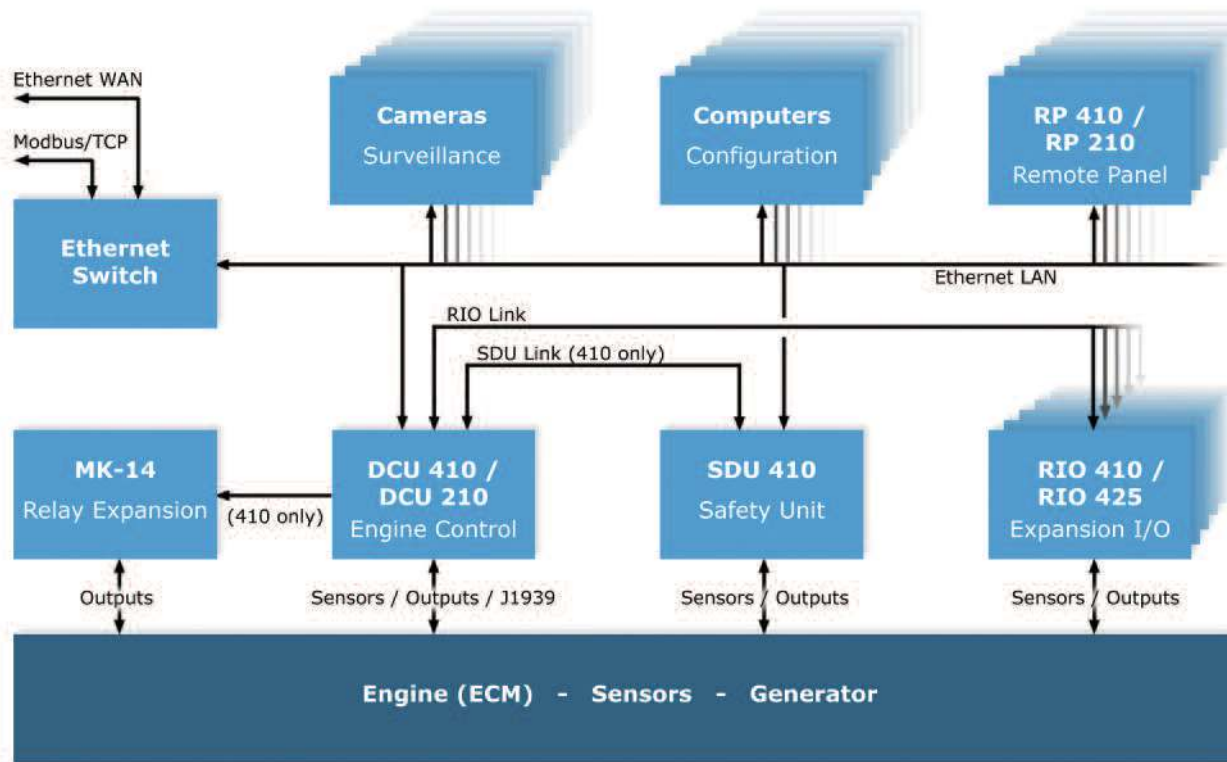 Ethernet WAN
Modbus/TCP
Ethernet
Switch
Cameras
Surveillance
Computers
Configuration
RP 410 /
RP 210
Remote Panel
Ethernet LAN
RIO Link
SDU Link (410 only)
MK-14
Relay Expansion
(410 only)
DCU 410 /
DCU 210
Engine Control
SDU 410
Safety Unit
RIO 410 /
RIO 425
Expansion I/O
Outputs
Sensors / Outputs / J1939
Sensors / Outputs
Sensors / Outputs
Engine (ECM) - Sensors - Generator